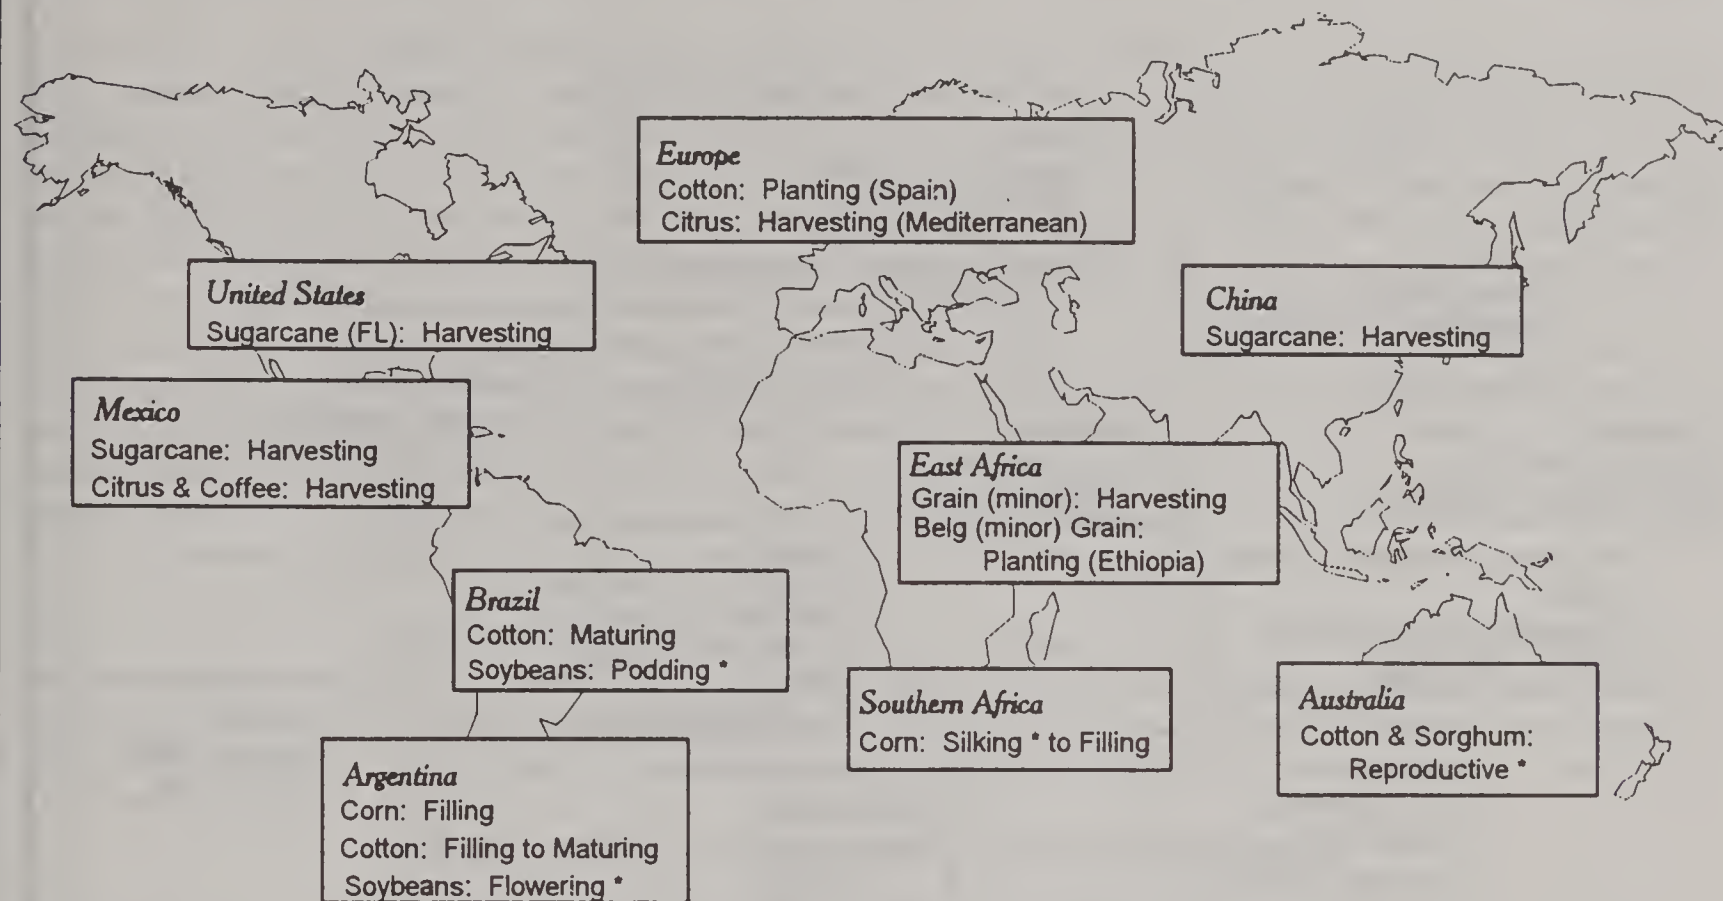 Europe
Cotton: Planting (Spain)
Citrus: Harvesting (Mediterranean)
United States
Sugarcane (FL): Harvesting
China
Sugarcane: Harvesting
Mexico
Sugarcane: Harvesting
Citrus & Coffee: Harvesting
East Africa
Grain (minor): Harvesting
Belg (minor) Grain:
Planting (Ethiopia)
Brazil
Cotton: Maturing
Soybeans: Podding *
Southern Africa
Corn: Silking * to Filling
Australia
Cotton & Sorghum:
Reproductive *
Argentina
Corn: Filling
Cotton: Filling to Maturing
Soybeans: Flowering *